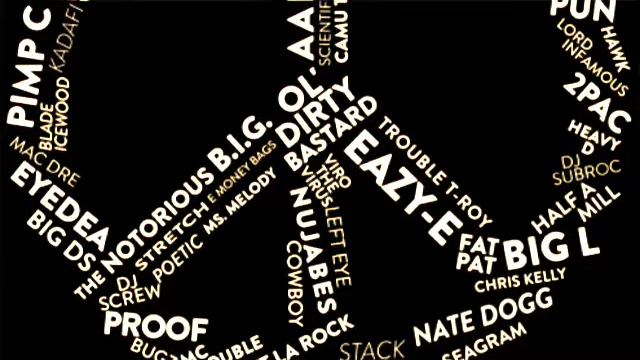 PIMP C
KADAFI
BLADE
ICEWOOD
MAC DRE
EYEDEA
BIG DS
THE NOTORIOUS B.I.G.
STRETCH
E MONEY BAGS
POETIC
MS. MELODY
DJ
SCREW
PROOF
CAMU
OL'
DIRTY
BASTARD
VIRO
THE
VIRUS
NUJABES
LEFT EYE
COWBOY
EAZY-E
TROUBLE T-ROY
FAT
PAT
BIG L
CHRIS KELLY
NATE DOGG
SEAGRAM
STACK
LA ROCK
MC
PUN
HAWK
LORD
INFAMOUS
2PAC
HEAVY
D
DJ
SUBROC
HALF A
MILL